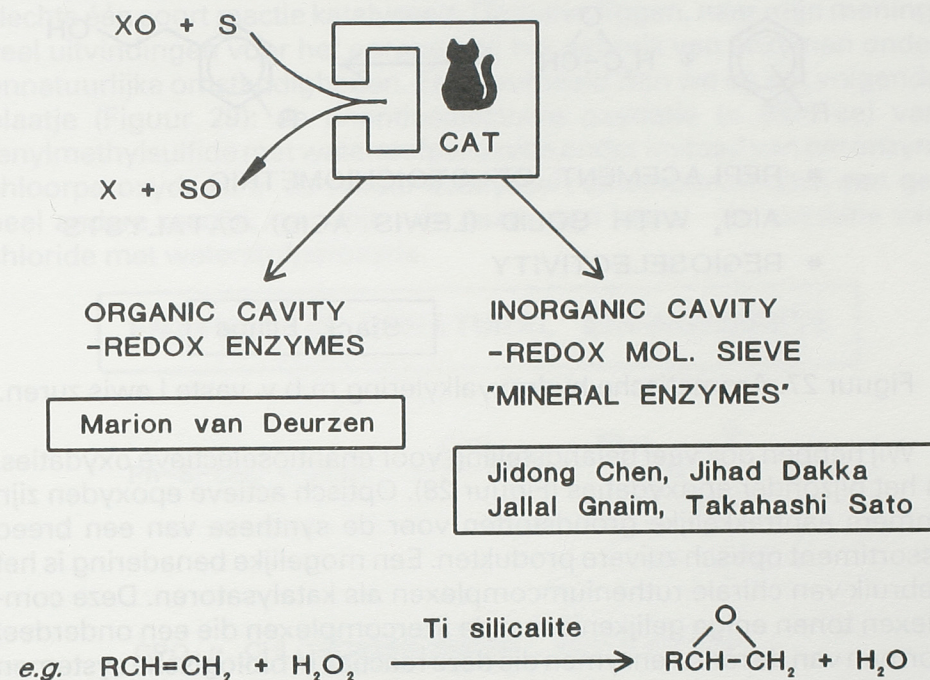 XO + S
CAT
X + SO
ORGANIC CAVITY
-REDOX ENZYMES
Marion van Deurzen
INORGANIC CAVITY
-REDOX MOL. SIEVE
"MINERAL ENZYMES"
Jidong Chen, Jihad Dakka
Jallal Gnaim, Takahashi Sato
Ti silicalite
e.g. RCH=CH₂ + H₂O₂ → RCH-CH₂ + H₂O
O